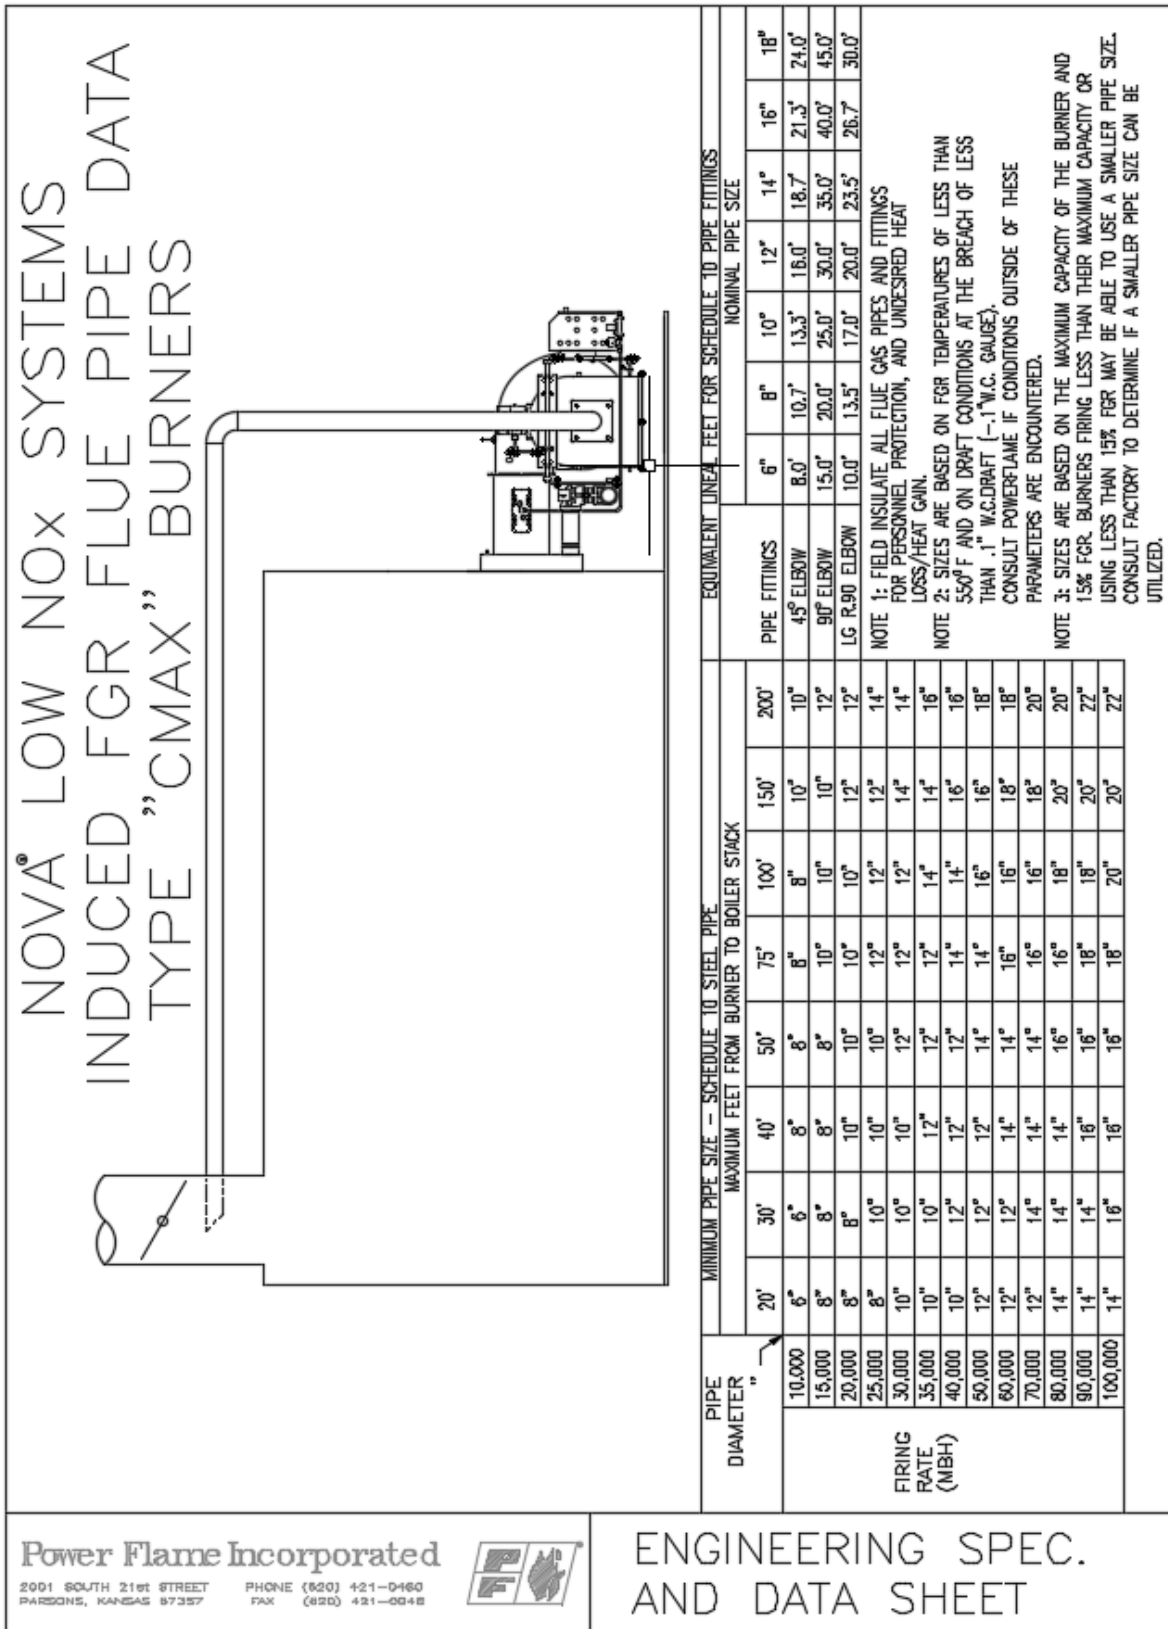 NOVA® LOW NOx SYSTEMS
INDUCED FGR FLUE PIPE DATA
TYPE "CMAX" BURNERS
PIPE DIAMETER "
MINIMUM PIPE SIZE - SCHEDULE 10 STEEL PIPE
MAXIMUM FEET FROM BURNER TO BOILER STACK
20' 30' 40' 50' 75' 100' 150' 200'
FIRING RATE (MBH)
10,000 6" 6" 8" 8" 8" 8" 10" 10"
15,000 8" 8" 8" 8" 10" 10" 10" 12"
20,000 8" 8" 10" 10" 10" 10" 12" 12"
25,000 8" 10" 10" 10" 12" 12" 12" 14"
30,000 10" 10" 10" 12" 12" 12" 14" 14"
35,000 10" 10" 12" 12" 12" 14" 14" 16"
40,000 10" 12" 12" 12" 14" 14" 16" 16"
50,000 12" 12" 12" 14" 14" 16" 16" 18"
60,000 12" 12" 14" 14" 16" 16" 18" 18"
70,000 12" 14" 14" 14" 16" 16" 18" 20"
80,000 14" 14" 14" 16" 16" 18" 20" 20"
90,000 14" 14" 16" 16" 18" 18" 20" 22"
100,000 14" 16" 16" 16" 18" 20" 20" 22"
EQUIVALENT LINEAL FEET FOR SCHEDULE 10 PIPE FITTINGS
NOMINAL PIPE SIZE
PIPE FITTINGS 6" 8" 10" 12" 14" 16" 18"
45° ELBOW 8.0' 10.7' 13.3' 16.0' 18.7' 21.3' 24.0'
90° ELBOW 15.0' 20.0' 25.0' 30.0' 35.0' 40.0' 45.0'
LG R.90 ELBOW 10.0' 13.5' 17.0' 20.0' 23.5' 26.7' 30.0'
NOTE 1: FIELD INSULATE ALL FLUE GAS PIPES AND FITTINGS
FOR PERSONNEL PROTECTION, AND UNDESIRED HEAT
LOSS/HEAT GAIN.
NOTE 2: SIZES ARE BASED ON FGR TEMPERATURES OF LESS THAN
550° F AND ON DRAFT CONDITIONS AT THE BREACH OF LESS
THAN .1" W.C.DRAFT (-.1"W.C. GAUGE).
CONSULT POWERFLAME IF CONDITIONS OUTSIDE OF THESE
PARAMETERS ARE ENCOUNTERED.
NOTE 3: SIZES ARE BASED ON THE MAXIMUM CAPACITY OF THE BURNER AND
15% FGR. BURNERS FIRING LESS THAN THEIR MAXIMUM CAPACITY OR
USING LESS THAN 15% FGR MAY BE ABLE TO USE A SMALLER PIPE SIZE.
CONSULT FACTORY TO DETERMINE IF A SMALLER PIPE SIZE CAN BE
UTILIZED.
Power Flame Incorporated
2001 SOUTH 21st STREET PHONE (620) 421-0480
PARSONS, KANSAS 67357 FAX (620) 421-0948
PF
ENGINEERING SPEC.
AND DATA SHEET